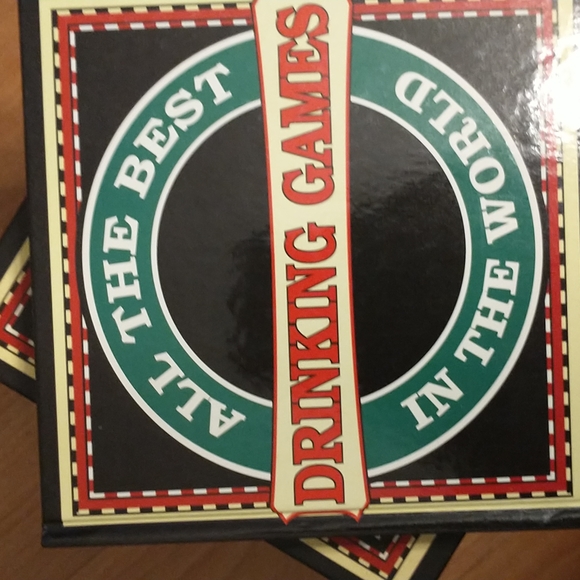 ALL THE BEST
DRINKING GAMES
IN THE WORLD